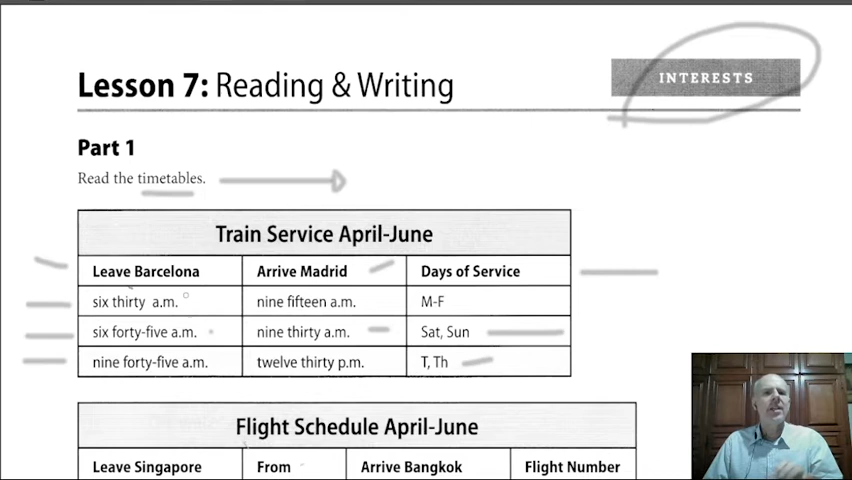 Lesson 7: Reading & Writing
INTERESTS
Part 1
Read the timetables.
Train Service April-June
Leave Barcelona Arrive Madrid Days of Service
six thirty a.m. nine fifteen a.m. M-F
six forty-five a.m. nine thirty a.m. Sat, Sun
nine forty-five a.m. twelve thirty p.m. T, Th
Flight Schedule April-June
Leave Singapore From Arrive Bangkok Flight Number